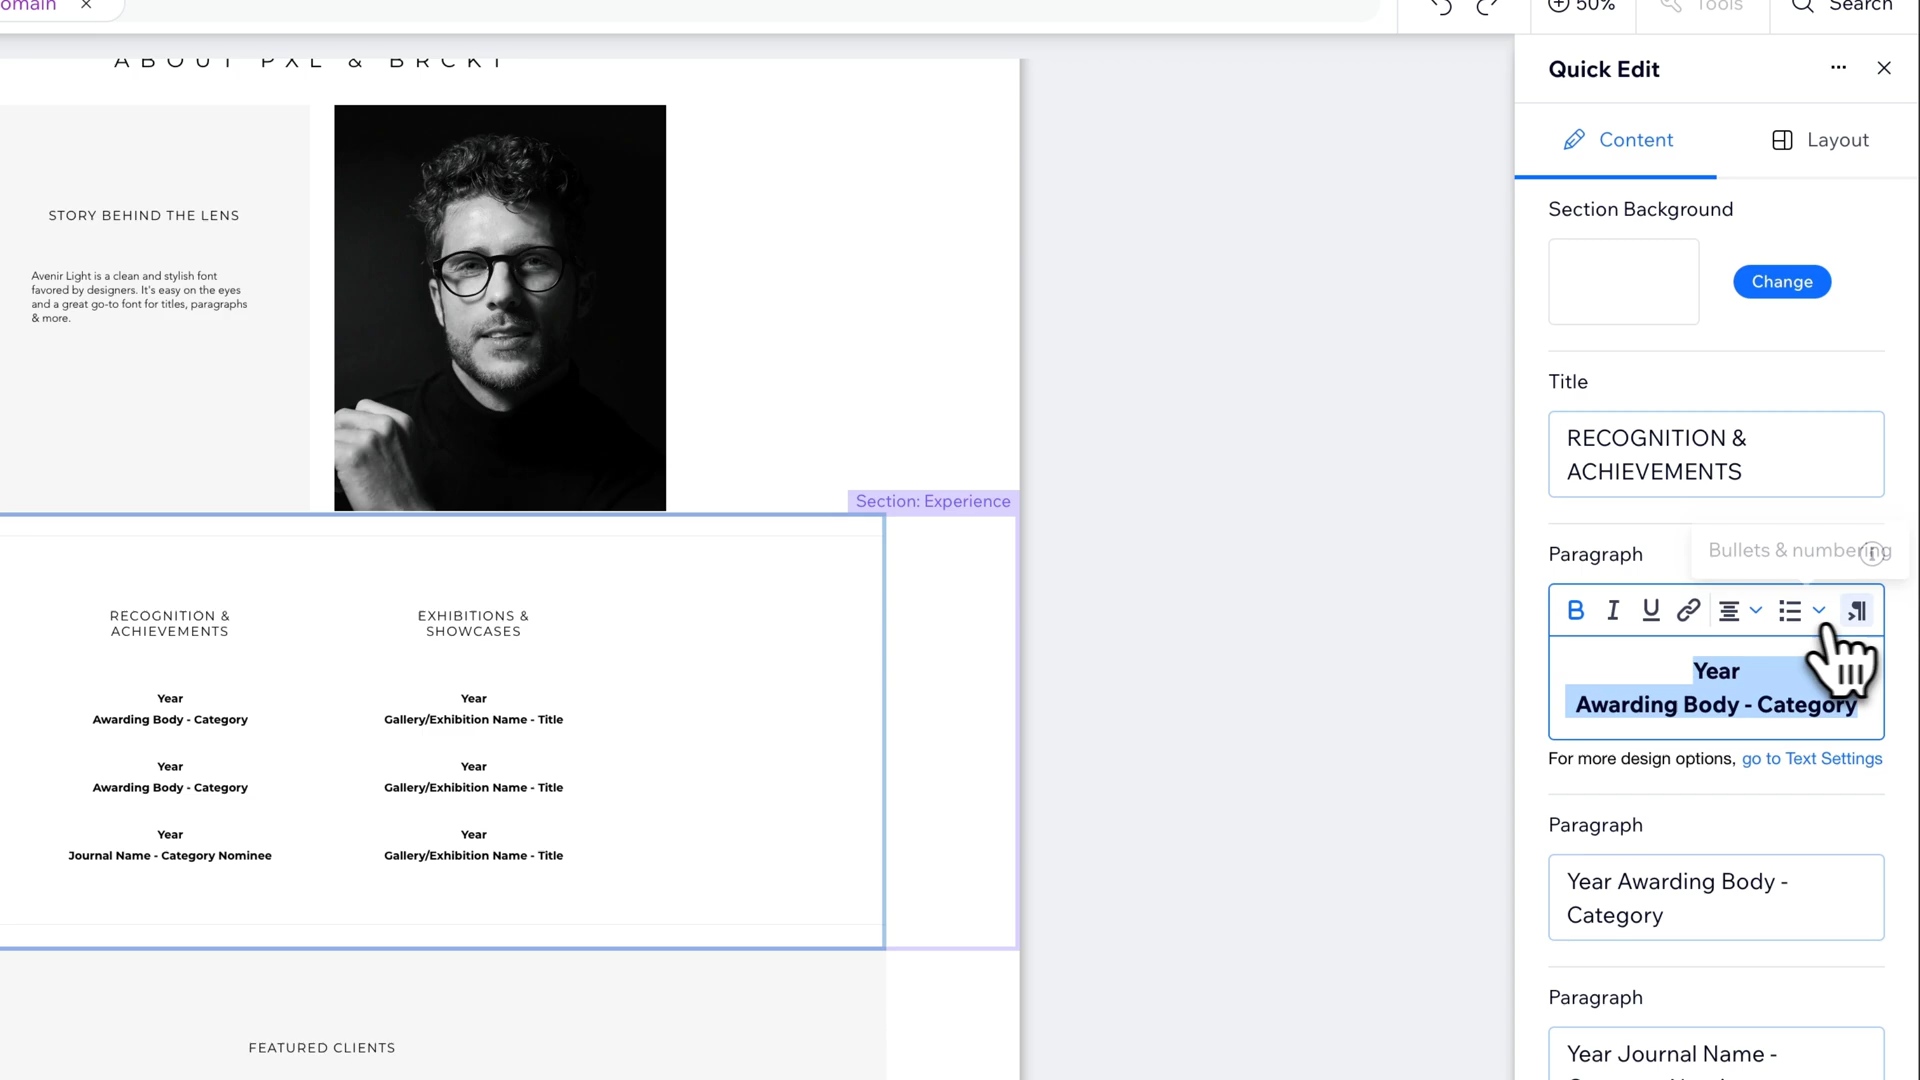 omain
50%
Tools
Search
ABOUT PXL & BRCKT
STORY BEHIND THE LENS
Avenir Light is a clean and stylish font
favored by designers. It's easy on the eyes
and a great go-to font for titles, paragraphs
& more.
Section: Experience
RECOGNITION &
ACHIEVEMENTS
Year
Awarding Body - Category
Year
Awarding Body - Category
Year
Journal Name - Category Nominee
EXHIBITIONS &
SHOWCASES
Year
Gallery/Exhibition Name - Title
Year
Gallery/Exhibition Name - Title
Year
Gallery/Exhibition Name - Title
FEATURED CLIENTS
Quick Edit
Content
Layout
Section Background
Change
Title
RECOGNITION &
ACHIEVEMENTS
Paragraph
Bullets & numbering
B I U
Year
Awarding Body - Category
For more design options, go to Text Settings
Paragraph
Year Awarding Body -
Category
Paragraph
Year Journal Name -